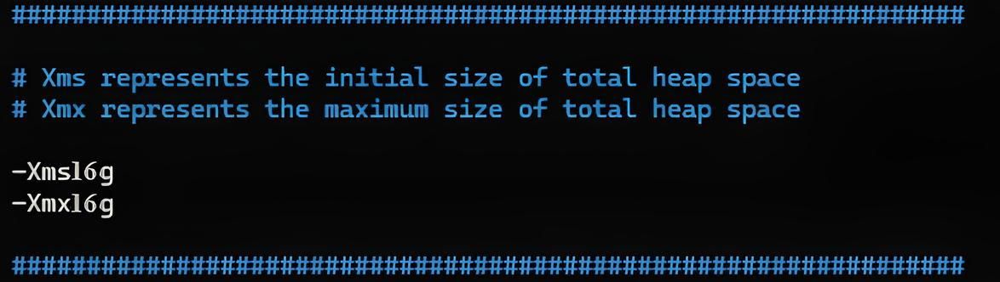 ################################################################
# Xms represents the initial size of total heap space
# Xmx represents the maximum size of total heap space
-Xms16g
-Xmx16g
################################################################